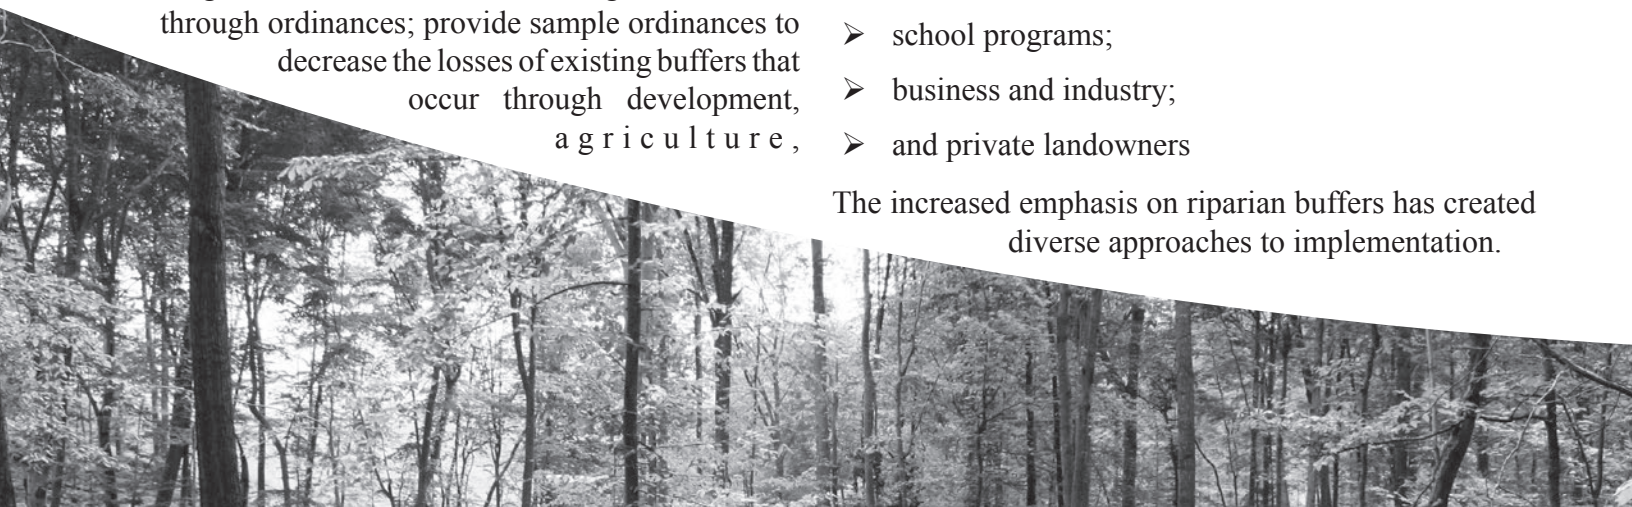 through ordinances; provide sample ordinances to
decrease the losses of existing buffers that
occur through development,
agriculture,
➢ school programs;
➢ business and industry;
➢ and private landowners
The increased emphasis on riparian buffers has created
diverse approaches to implementation.